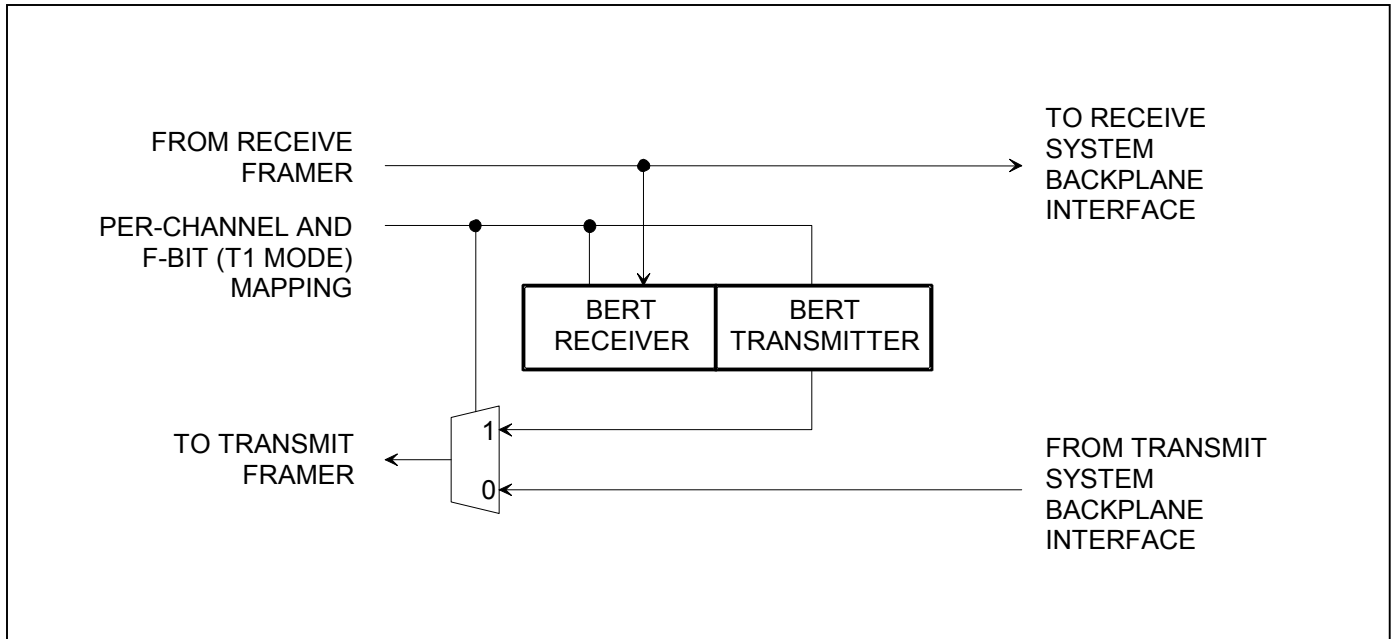 FROM RECEIVE
FRAMER
TO RECEIVE
SYSTEM
BACKPLANE
INTERFACE
PER-CHANNEL AND
F-BIT (T1 MODE)
MAPPING
BERT
RECEIVER
BERT
TRANSMITTER
TO TRANSMIT
FRAMER
1
0
FROM TRANSMIT
SYSTEM
BACKPLANE
INTERFACE